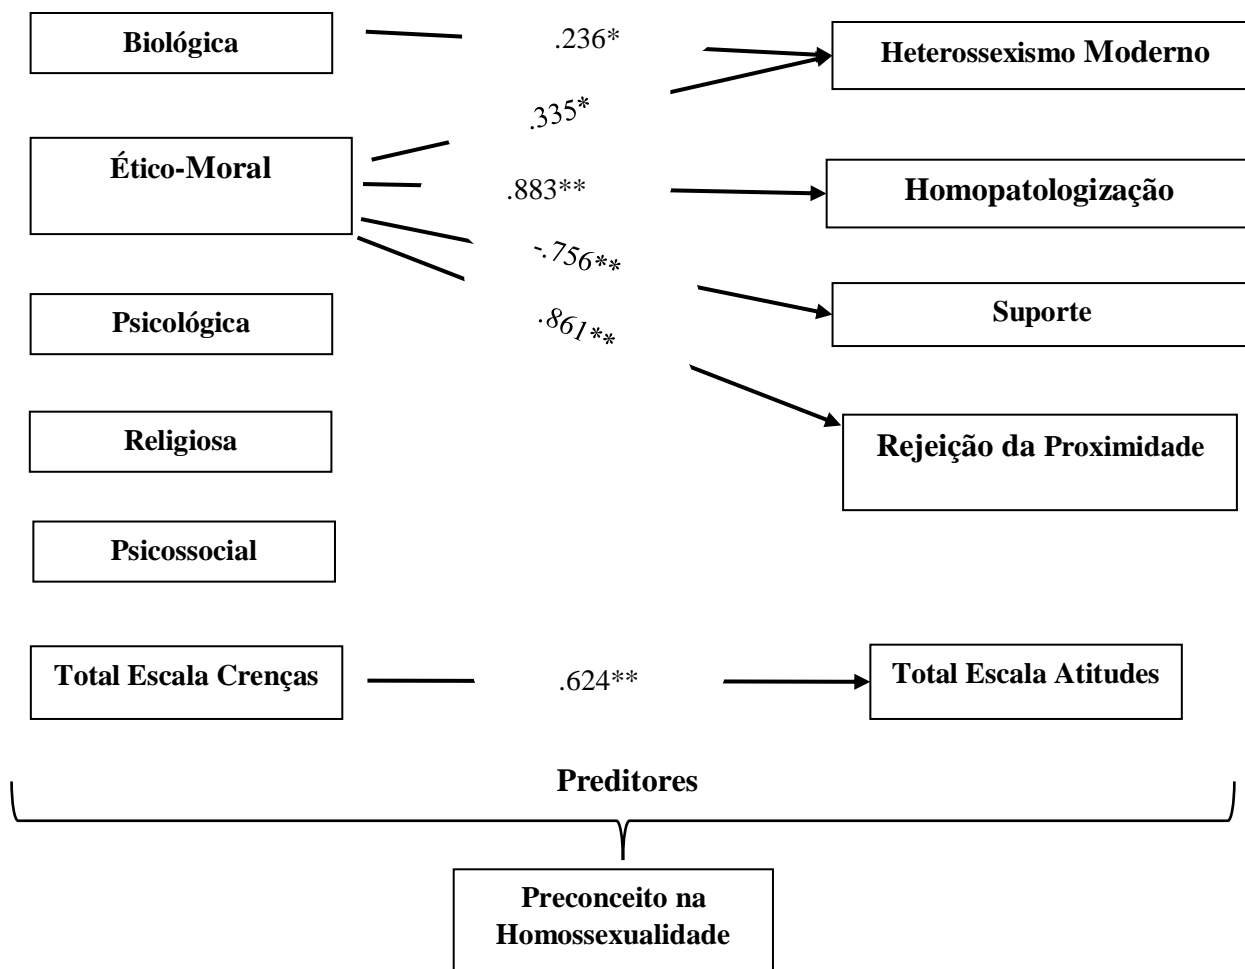 Biológica
.236*
Heterossexismo Moderno
.335*
Ético-Moral
.883**
Homopatologização
-.756**
Psicológica
.861**
Suporte
Religiosa
Rejeição da Proximidade
Psicossocial
Total Escala Crenças
.624**
Total Escala Atitudes
Preditores
Preconceito na
Homossexualidade